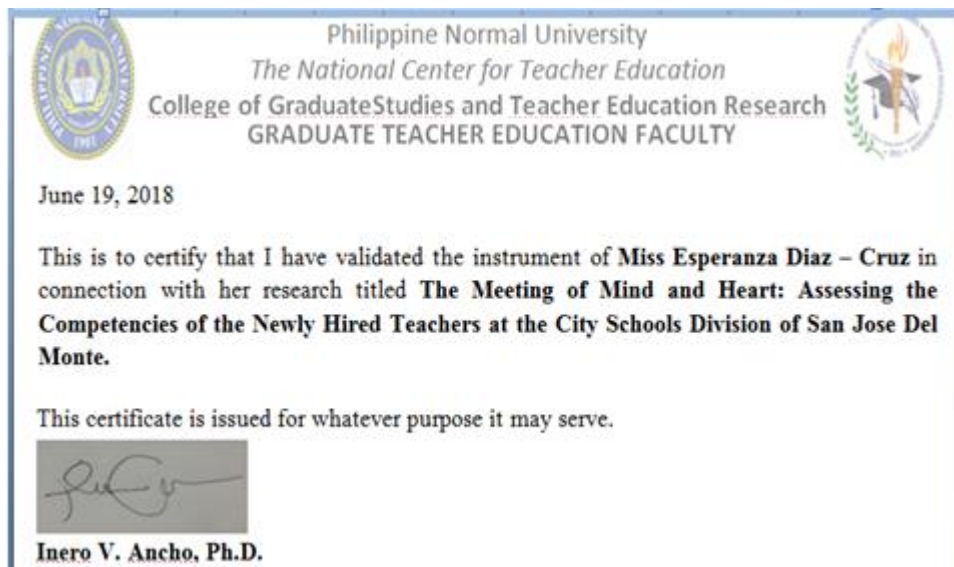 Philippine Normal University
The National Center for Teacher Education
College of GraduateStudies and Teacher Education Research
GRADUATE TEACHER EDUCATION FACULTY
June 19, 2018
This is to certify that I have validated the instrument of Miss Esperanza Diaz – Cruz in
connection with her research titled The Meeting of Mind and Heart: Assessing the
Competencies of the Newly Hired Teachers at the City Schools Division of San Jose Del
Monte.
This certificate is issued for whatever purpose it may serve.
Inero V. Ancho, Ph.D.